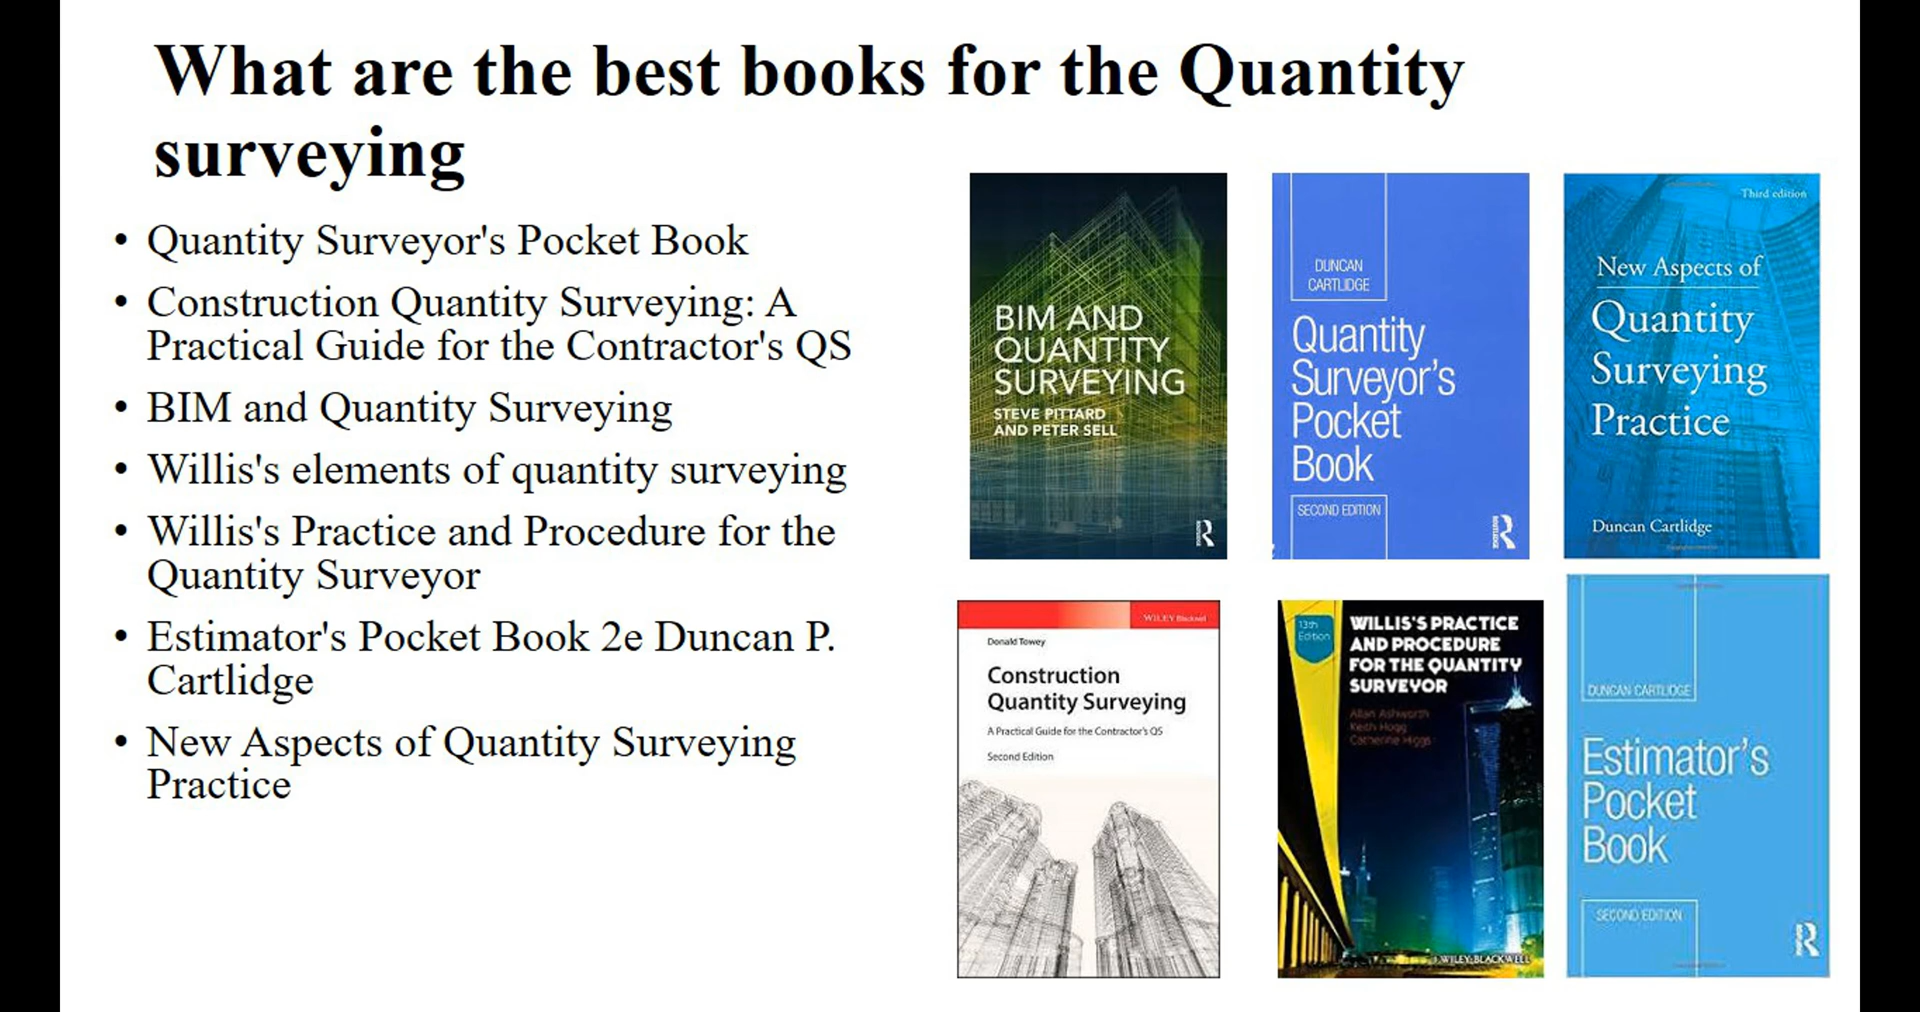 What are the best books for the Quantity
surveying
• Quantity Surveyor's Pocket Book
• Construction Quantity Surveying: A
Practical Guide for the Contractor's QS
• BIM and Quantity Surveying
• Willis's elements of quantity surveying
• Willis's Practice and Procedure for the
Quantity Surveyor
• Estimator's Pocket Book 2e Duncan P.
Cartlidge
• New Aspects of Quantity Surveying
Practice
BIM AND
QUANTITY
SURVEYING
STEVE PITTARD
AND PETER SELL
ROUTLEDGE
DUNCAN
CARTLIDGE
Quantity
Surveyor's
Pocket
Book
SECOND EDITION
ROUTLEDGE
Third edition
New Aspects of
Quantity
Surveying
Practice
Duncan Cartlidge
WILEY Blackwell
Donald Towey
Construction
Quantity Surveying
A Practical Guide for the Contractor's QS
Second Edition
13th
Edition
WILLIS'S PRACTICE
AND PROCEDURE
FOR THE QUANTITY
SURVEYOR
Allan Ashworth
Keith Hogg
Catherine Higgs
WILEY-BLACKWELL
DUNCAN CARTLIDGE
Estimator's
Pocket
Book
SECOND EDITION